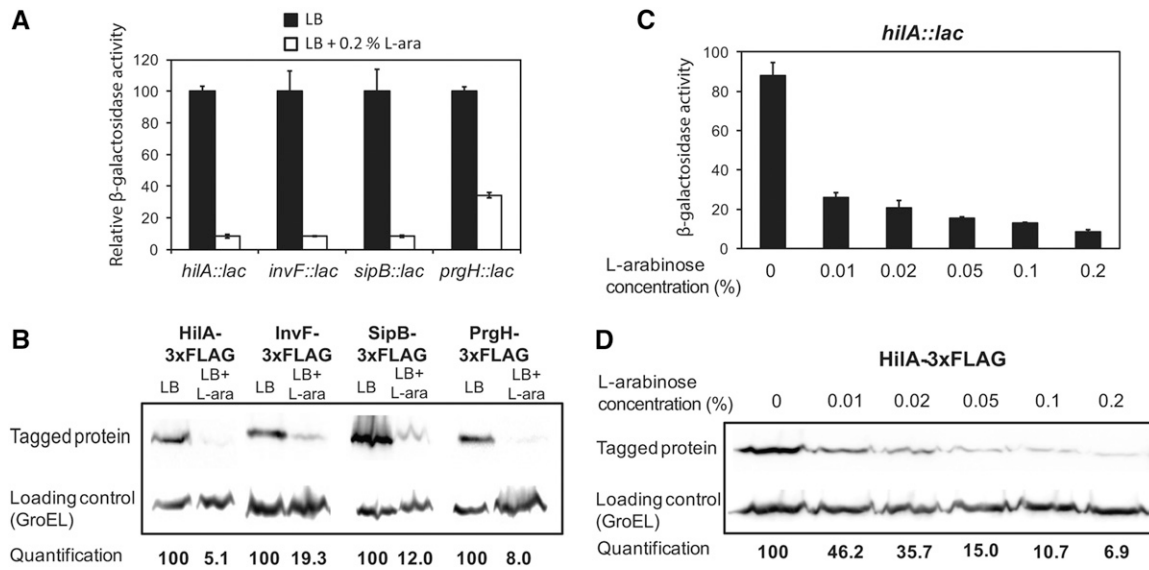 A
LB
LB + 0.2 % L-ara
Relative β-galactosidase activity
120
100
80
60
40
20
0
hilA::lac invF::lac sipB::lac prgH::lac
B
HilA- InvF- SipB- PrgH-
3xFLAG 3xFLAG 3xFLAG 3xFLAG
LB LB+ L-ara LB LB+ L-ara LB LB+ L-ara LB LB+ L-ara
Tagged protein
Loading control
(GroEL)
Quantification 100 5.1 100 19.3 100 12.0 100 8.0
C
hilA::lac
β-galactosidase activity
100
80
60
40
20
0
L-arabinose
concentration (%)
0 0.01 0.02 0.05 0.1 0.2
D
HilA-3xFLAG
L-arabinose
concentration (%)
0 0.01 0.02 0.05 0.1 0.2
Tagged protein
Loading control
(GroEL)
Quantification 100 46.2 35.7 15.0 10.7 6.9